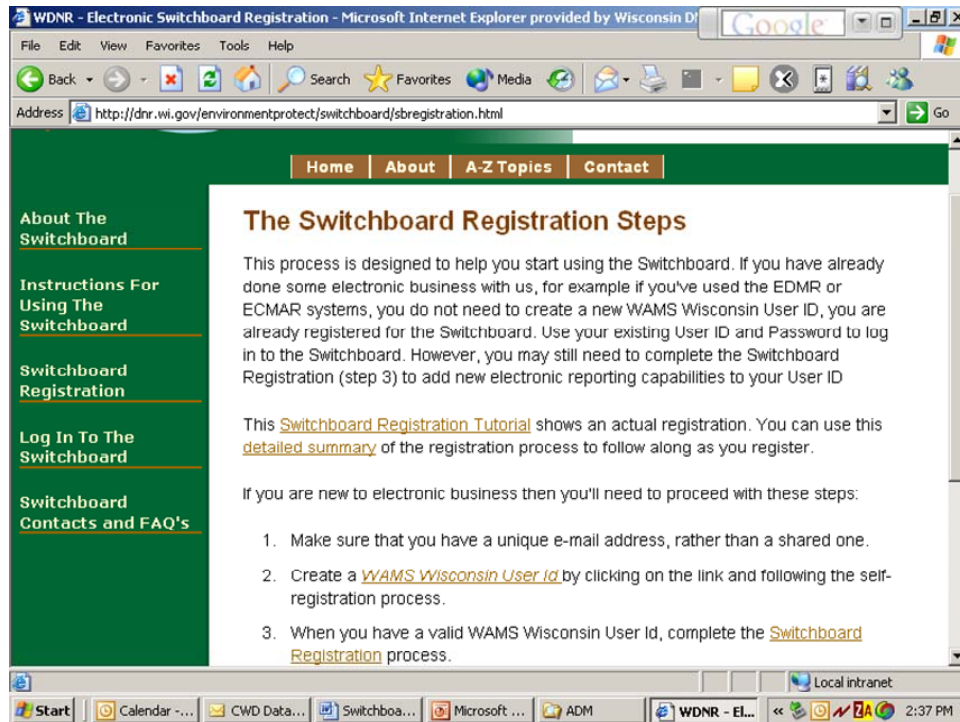 WDNR - Electronic Switchboard Registration - Microsoft Internet Explorer provided by Wisconsin D
Google
File Edit View Favorites Tools Help
Back Search Favorites Media
Address http://dnr.wi.gov/environmentprotect/switchboard/sbregistration.html Go
Home About A-Z Topics Contact
About The
Switchboard
Instructions For
Using The
Switchboard
Switchboard
Registration
Log In To The
Switchboard
Switchboard
Contacts and FAQ's
The Switchboard Registration Steps
This process is designed to help you start using the Switchboard. If you have already
done some electronic business with us, for example if you've used the EDMR or
ECMAR systems, you do not need to create a new WAMS Wisconsin User ID, you are
already registered for the Switchboard. Use your existing User ID and Password to log
in to the Switchboard. However, you may still need to complete the Switchboard
Registration (step 3) to add new electronic reporting capabilities to your User ID
This Switchboard Registration Tutorial shows an actual registration. You can use this
detailed summary of the registration process to follow along as you register.
If you are new to electronic business then you'll need to proceed with these steps:
1. Make sure that you have a unique e-mail address, rather than a shared one.
2. Create a WAMS Wisconsin User Id by clicking on the link and following the self-
registration process.
3. When you have a valid WAMS Wisconsin User Id, complete the Switchboard
Registration process.
Local intranet
Start Calendar -... CWD Data... Switchboa... Microsoft ... ADM WDNR - El... « 2:37 PM